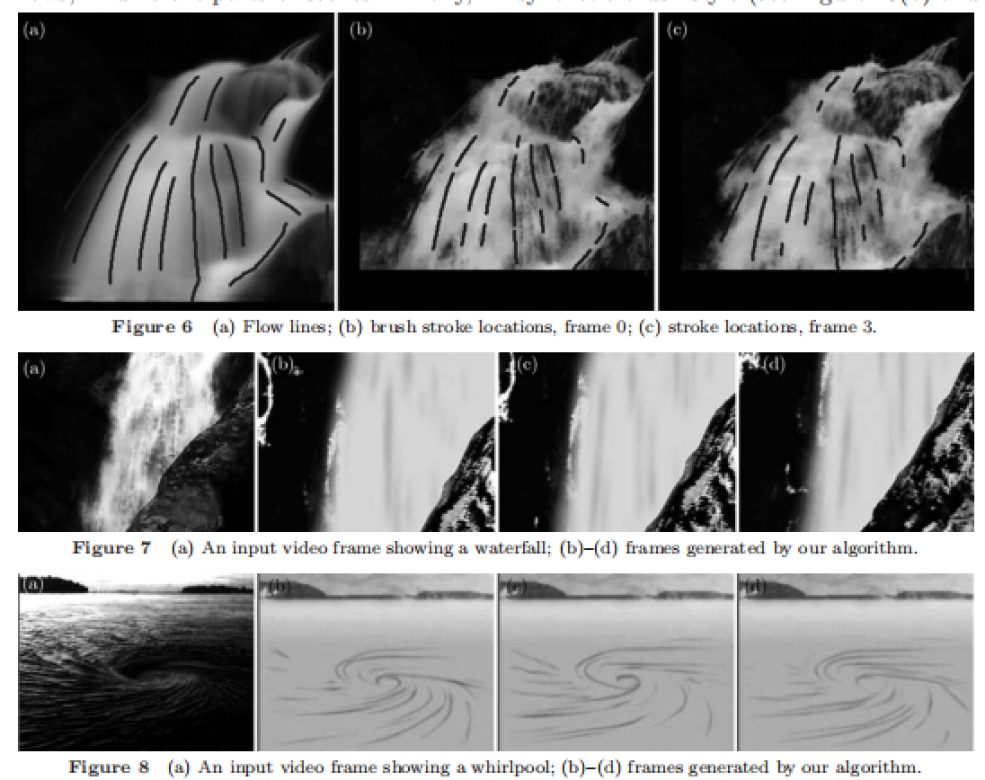 (a) (b) (c)
Figure 6 (a) Flow lines; (b) brush stroke locations, frame 0; (c) stroke locations, frame 3.
(a) (b) (c) (d)
Figure 7 (a) An input video frame showing a waterfall; (b)–(d) frames generated by our algorithm.
(a) (b) (c) (d)
Figure 8 (a) An input video frame showing a whirlpool; (b)–(d) frames generated by our algorithm.